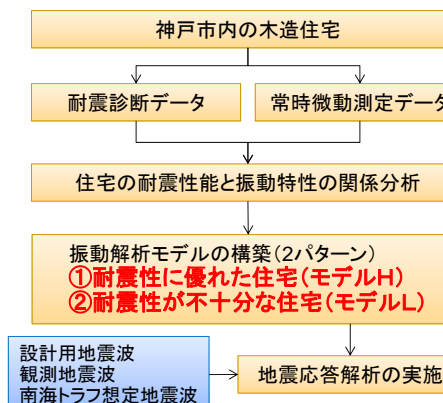 神戸市内の木造住宅
耐震診断データ
常時微動測定データ
住宅の耐震性能と振動特性の関係分析
振動解析モデルの構築(2パターン)
①耐震性に優れた住宅(モデルH)
②耐震性が不十分な住宅(モデルL)
設計用地震波
観測地震波
南海トラフ想定地震波
地震応答解析の実施